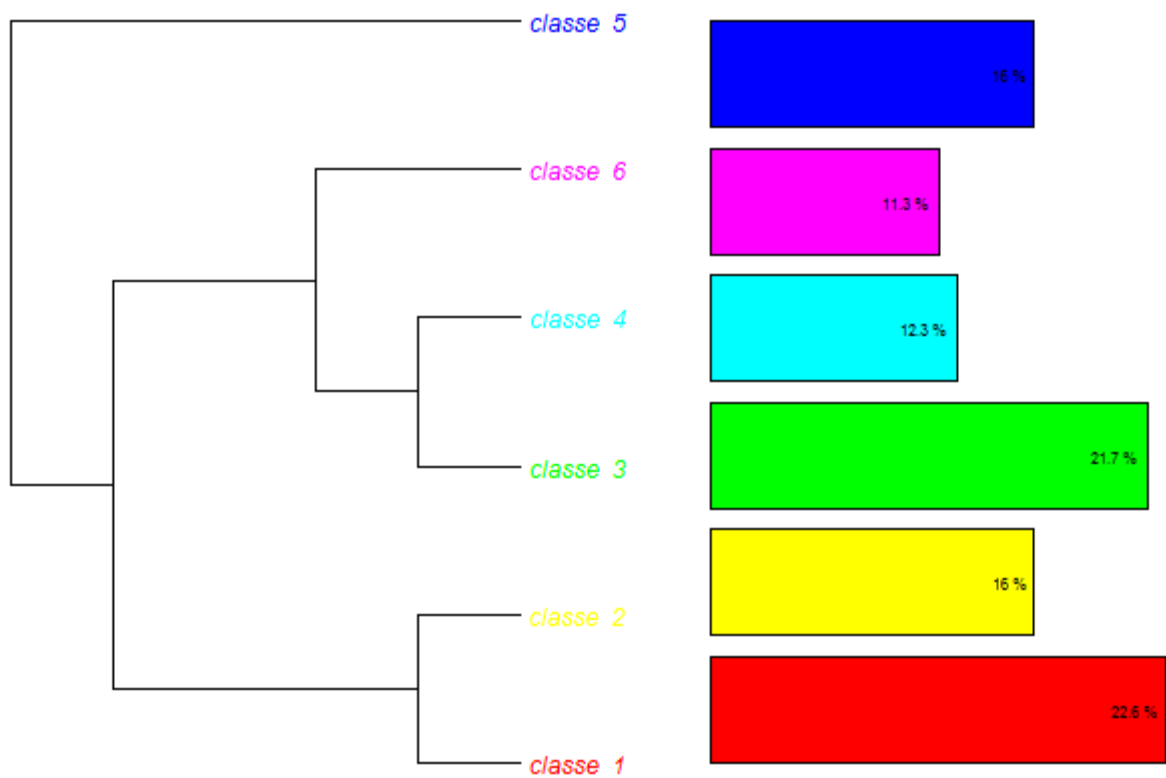 classe 5
16 %
classe 6
11.3 %
classe 4
12.3 %
classe 3
21.7 %
classe 2
16 %
classe 1
22.6 %